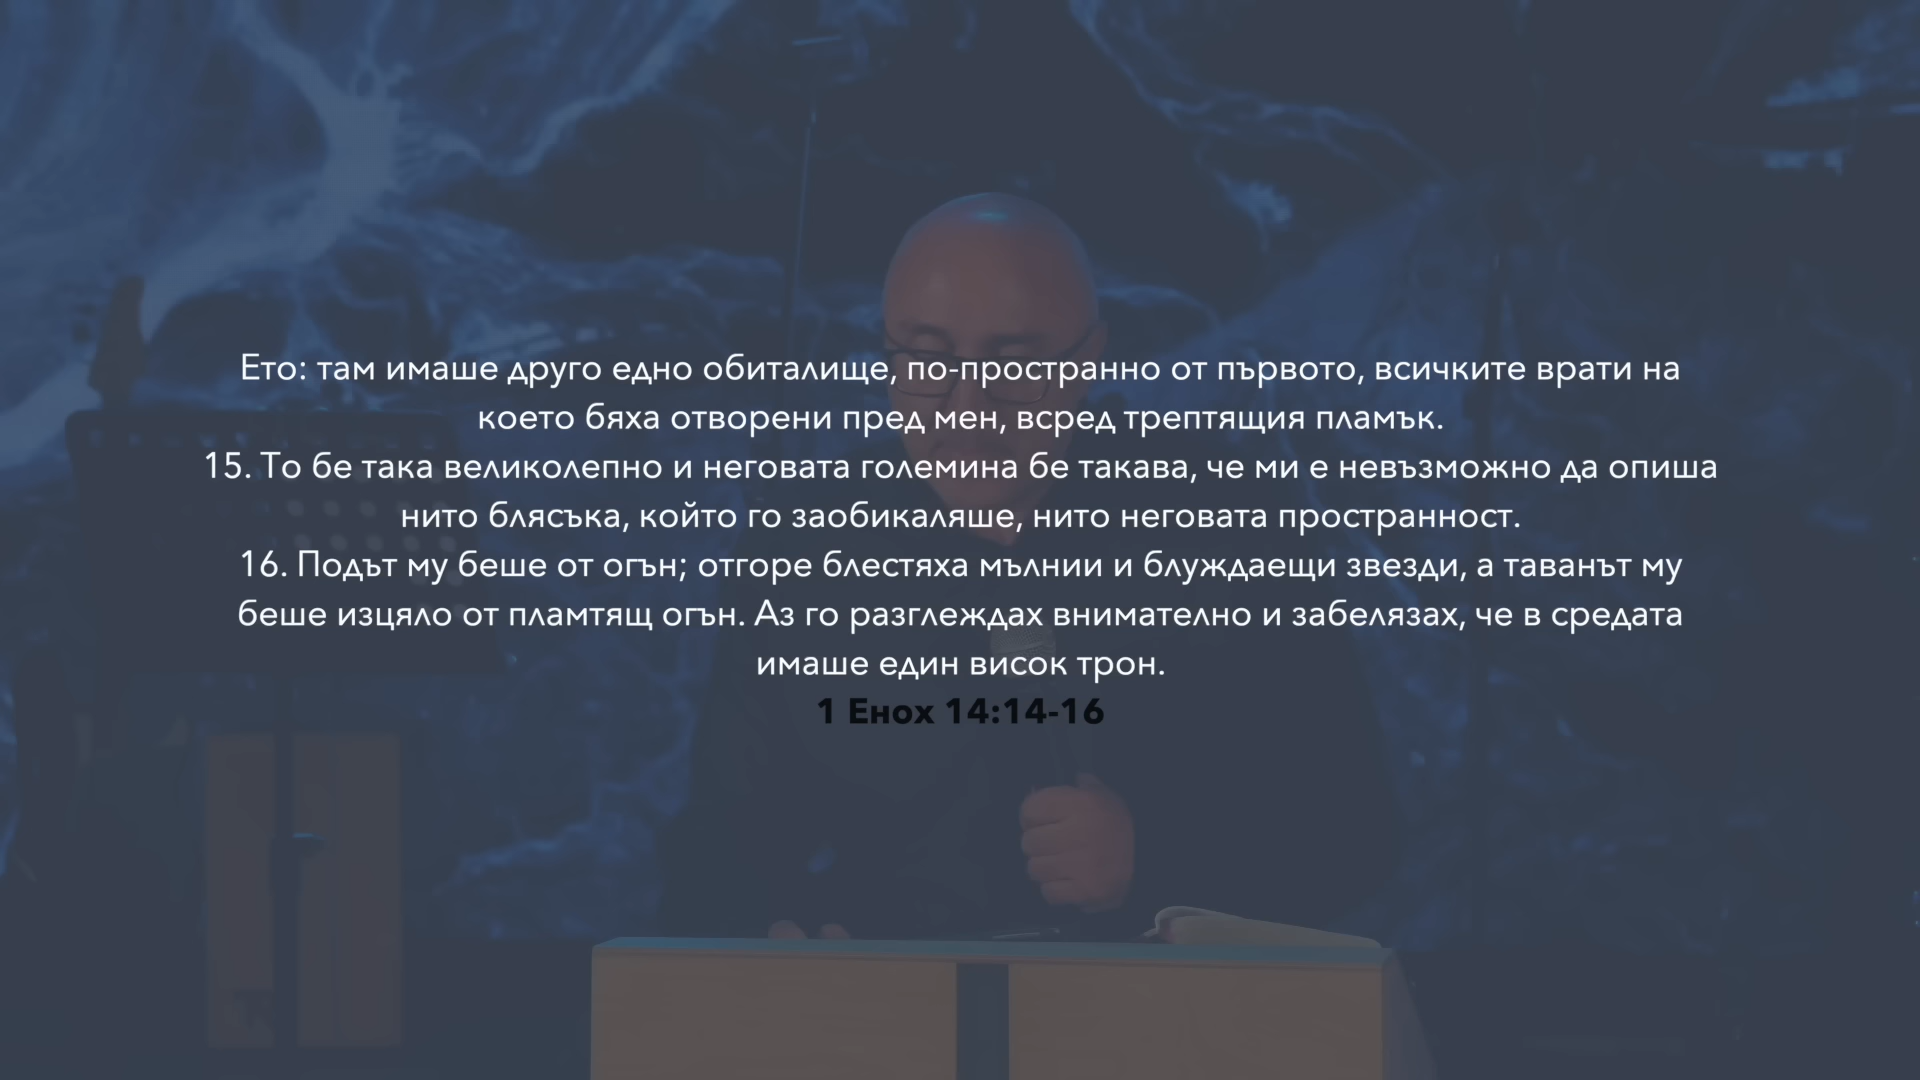 Ето: там имаше друго едно обиталище, по-пространно от първото, всичките врати на
което бяха отворени пред мен, всред трептящия пламък.
15. То бе така великолепно и неговата големина бе такава, че ми е невъзможно да опиша
нито блясъка, който го заобикаляше, нито неговата пространност.
16. Подът му беше от огън; отгоре блестяха мълнии и блуждаещи звезди, а таванът му
беше изцяло от пламтящ огън. Аз го разглеждах внимателно и забелязах, че в средата
имаше един висок трон.
1 Енох 14:14-16